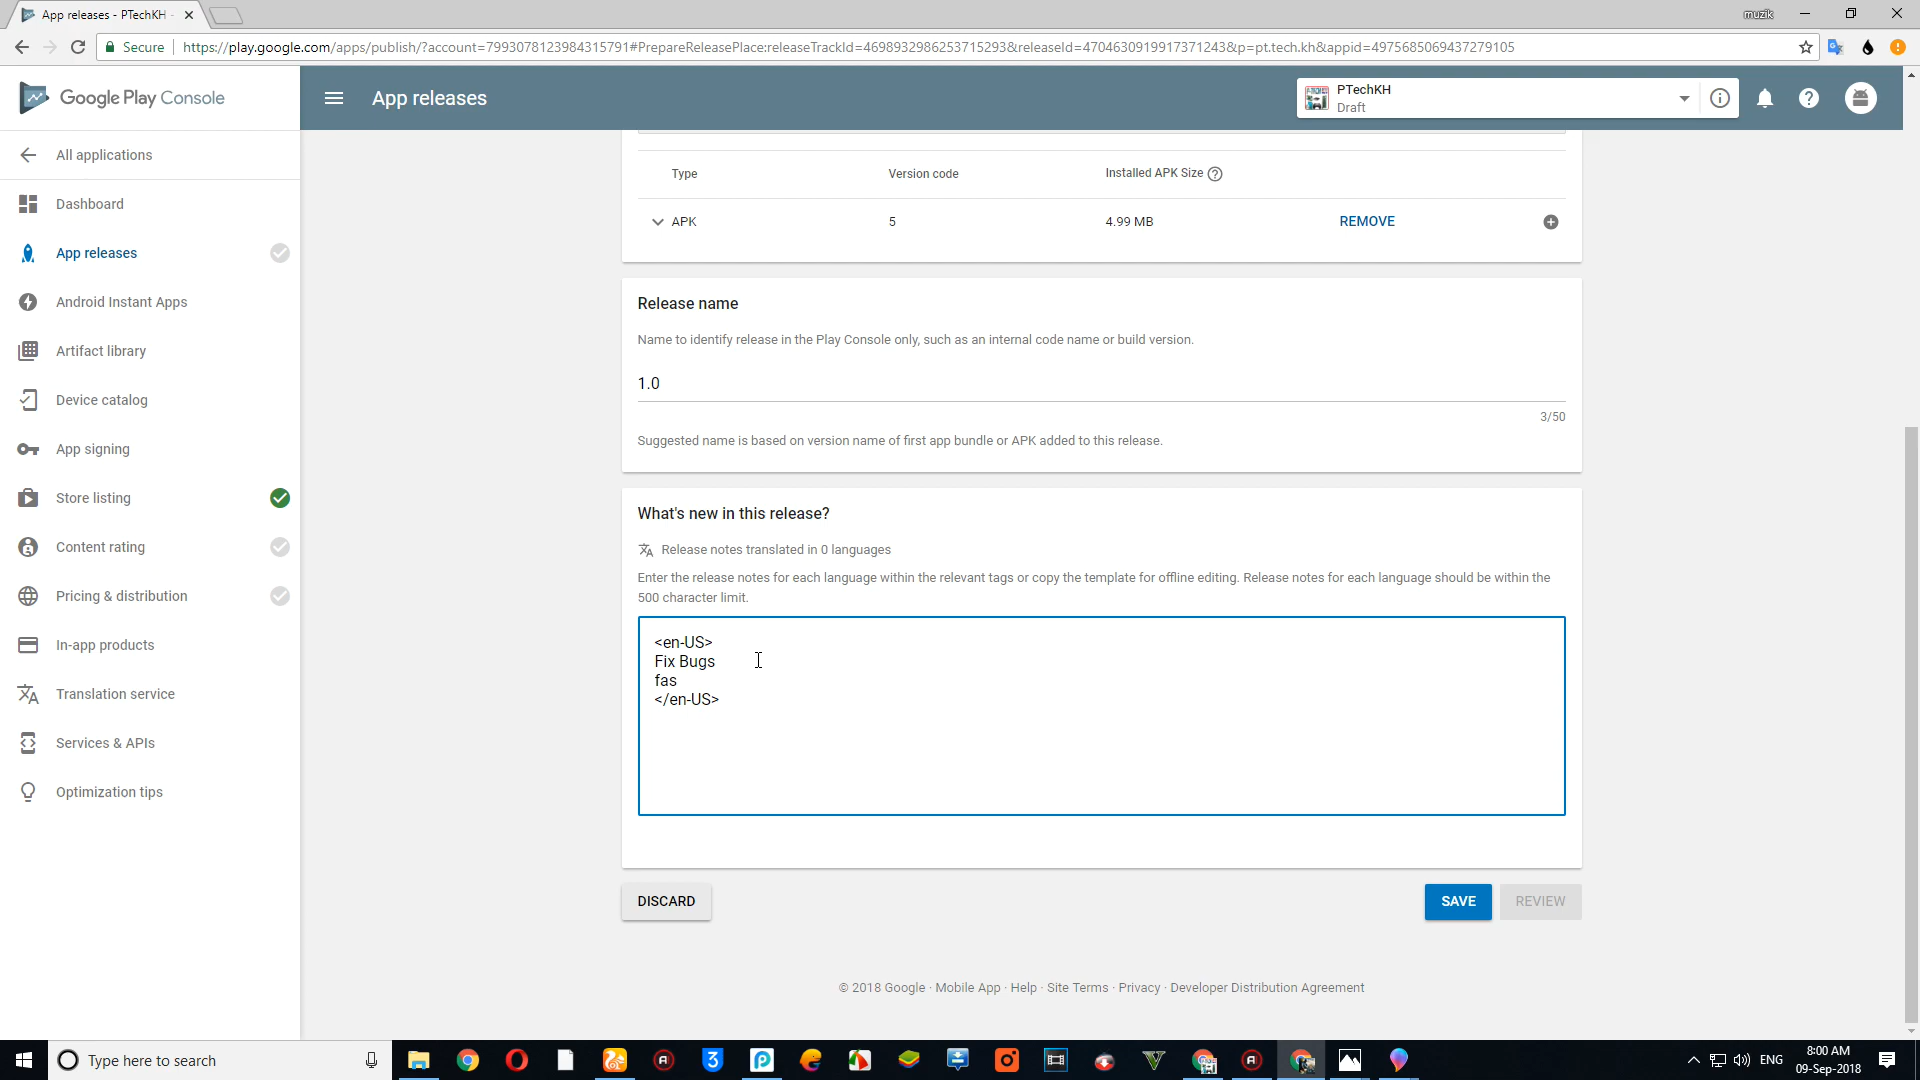 App releases - PTechKH
muzik
Secure
https://play.google.com/apps/publish/?account=7993078123984315791#PrepareReleasePlace:releaseTrackId=4698932986253715293&releaseId=4704630919917371243&p=pt.tech.kh&appid=4975685069437279105
Google Play Console
App releases
PTechKH
Draft
All applications
Dashboard
App releases
Android Instant Apps
Artifact library
Device catalog
App signing
Store listing
Content rating
Pricing & distribution
In-app products
Translation service
Services & APIs
Optimization tips
Type
Version code
Installed APK Size
APK
5
4.99 MB
REMOVE
Release name
Name to identify release in the Play Console only, such as an internal code name or build version.
1.0
3/50
Suggested name is based on version name of first app bundle or APK added to this release.
What's new in this release?
Release notes translated in 0 languages
Enter the release notes for each language within the relevant tags or copy the template for offline editing. Release notes for each language should be within the
500 character limit.
<en-US>
Fix Bugs
fas
</en-US>
DISCARD
SAVE
REVIEW
© 2018 Google · Mobile App · Help · Site Terms · Privacy · Developer Distribution Agreement
Type here to search
ENG
8:00 AM
09-Sep-2018